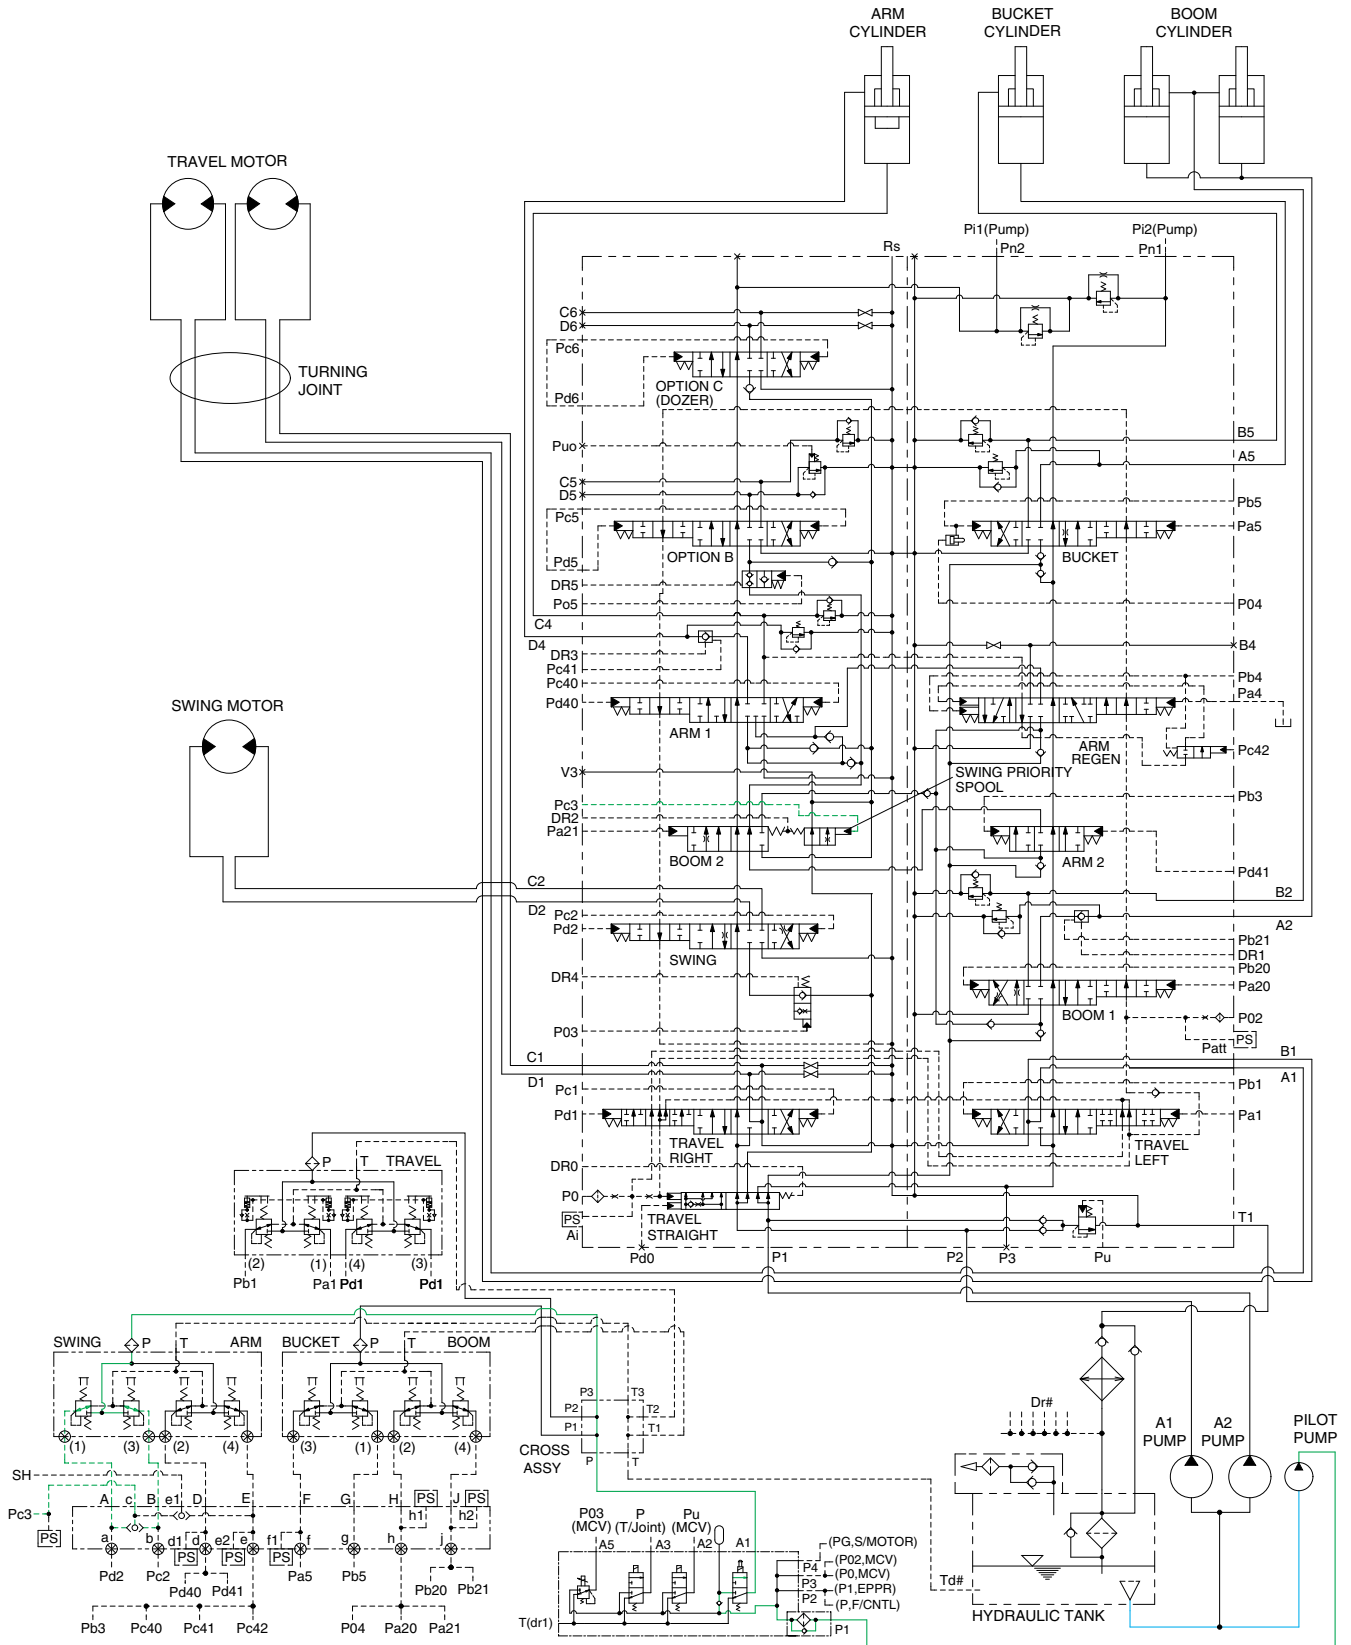 ARM
CYLINDER
BUCKET
CYLINDER
BOOM
CYLINDER
TRAVEL MOTOR
TURNING
JOINT
SWING MOTOR
Rs
Pi1(Pump)
Pn2
Pi2(Pump)
Pn1
C6
D6
Pc6
Pd6
OPTION C
(DOZER)
Puo
C5
D5
Pc5
Pd5
OPTION B
DR5
Po5
C4
D4
DR3
Pc41
Pc40
Pd40
ARM 1
V3
Pc3
DR2
Pa21
BOOM 2
C2
D2
Pc2
Pd2
SWING
DR4
P03
C1
D1
Pc1
Pd1
TRAVEL
RIGHT
DR0
P0
PS
Ai
TRAVEL
STRAIGHT
Pd0
P1
P2
P3
Pu
T1
B5
A5
Pb5
Pa5
BUCKET
P04
B4
Pb4
Pa4
ARM
REGEN
Pc42
SWING PRIORITY
SPOOL
Pb3
ARM 2
Pd41
B2
A2
Pb21
DR1
Pb20
Pa20
BOOM 1
P02
PS
Patt
B1
A1
Pb1
Pa1
TRAVEL
LEFT
P
T
TRAVEL
(2)
(1)
(4)
(3)
Pb1
Pa1
Pd1
Pd1
SWING
P
T
ARM
BUCKET
P
T
BOOM
(1)
(3)
(2)
(4)
(3)
(1)
(2)
(4)
SH
Pc3
PS
A
c
B
e1
D
E
F
G
H
PS
J
PS
h1
h2
a
b
d1
d
e2
e
f1
f
g
h
j
PS
PS
PS
Pd2
Pc2
Pd40
Pd41
Pa5
Pb5
Pb20
Pb21
Pb3
Pc40
Pc41
Pc42
P04
Pa20
Pa21
P3
T3
P2
T2
P1
T1
P
T
CROSS
ASSY
P03
(MCV)
P
(T/Joint)
Pu
(MCV)
A5
A3
A2
A1
T(dr1)
P4
P3
P2
P1
(PG,S/MOTOR)
(P02,MCV)
(P0,MCV)
(P1,EPPR)
(P,F/CNTL)
Dr#
Td#
HYDRAULIC TANK
A1
PUMP
A2
PUMP
PILOT
PUMP